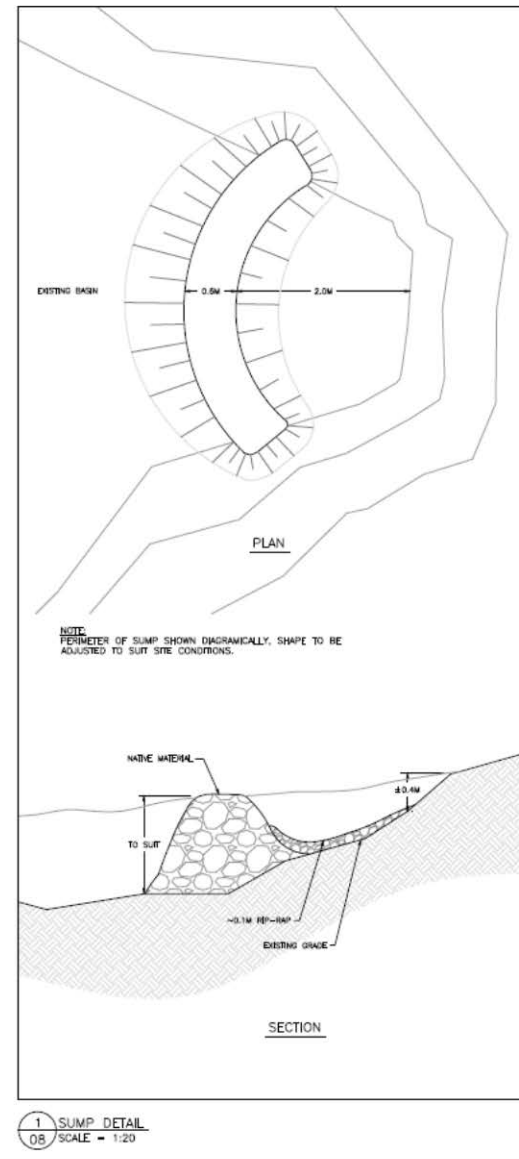 EXISTING BASIN
0.6M
2.0M
PLAN
NOTE:
PERIMETER OF SUMP SHOWN DIAGRAMICALLY, SHAPE TO BE
ADJUSTED TO SUIT SITE CONDITIONS.
NATIVE MATERIAL
±0.4M
TO SUIT
~0.1M RIP-RAP
EXISTING GRADE
SECTION
1
08
SUMP DETAIL
SCALE = 1:20